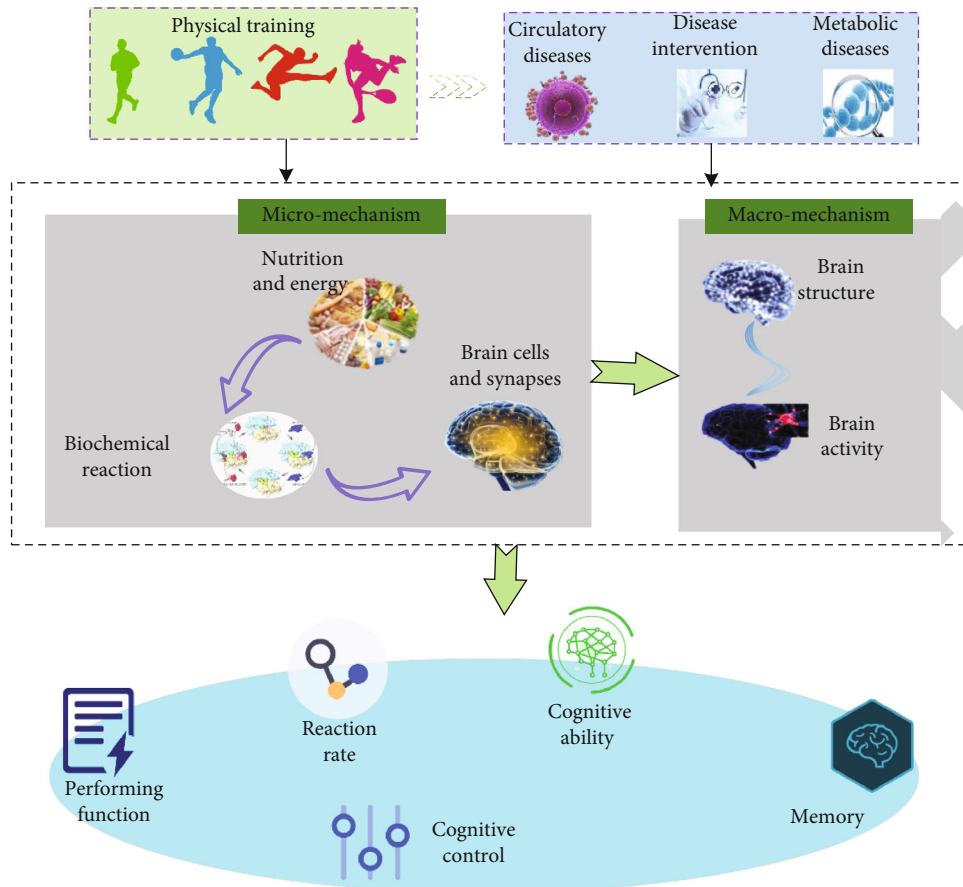 Physical training
Circulatory
diseases
Disease
intervention
Metabolic
diseases
Micro-mechanism
Macro-mechanism
Nutrition
and energy
Brain cells
and synapses
Biochemical
reaction
Brain
structure
Brain
activity
Reaction
rate
Cognitive
ability
Performing
function
Memory
Cognitive
control